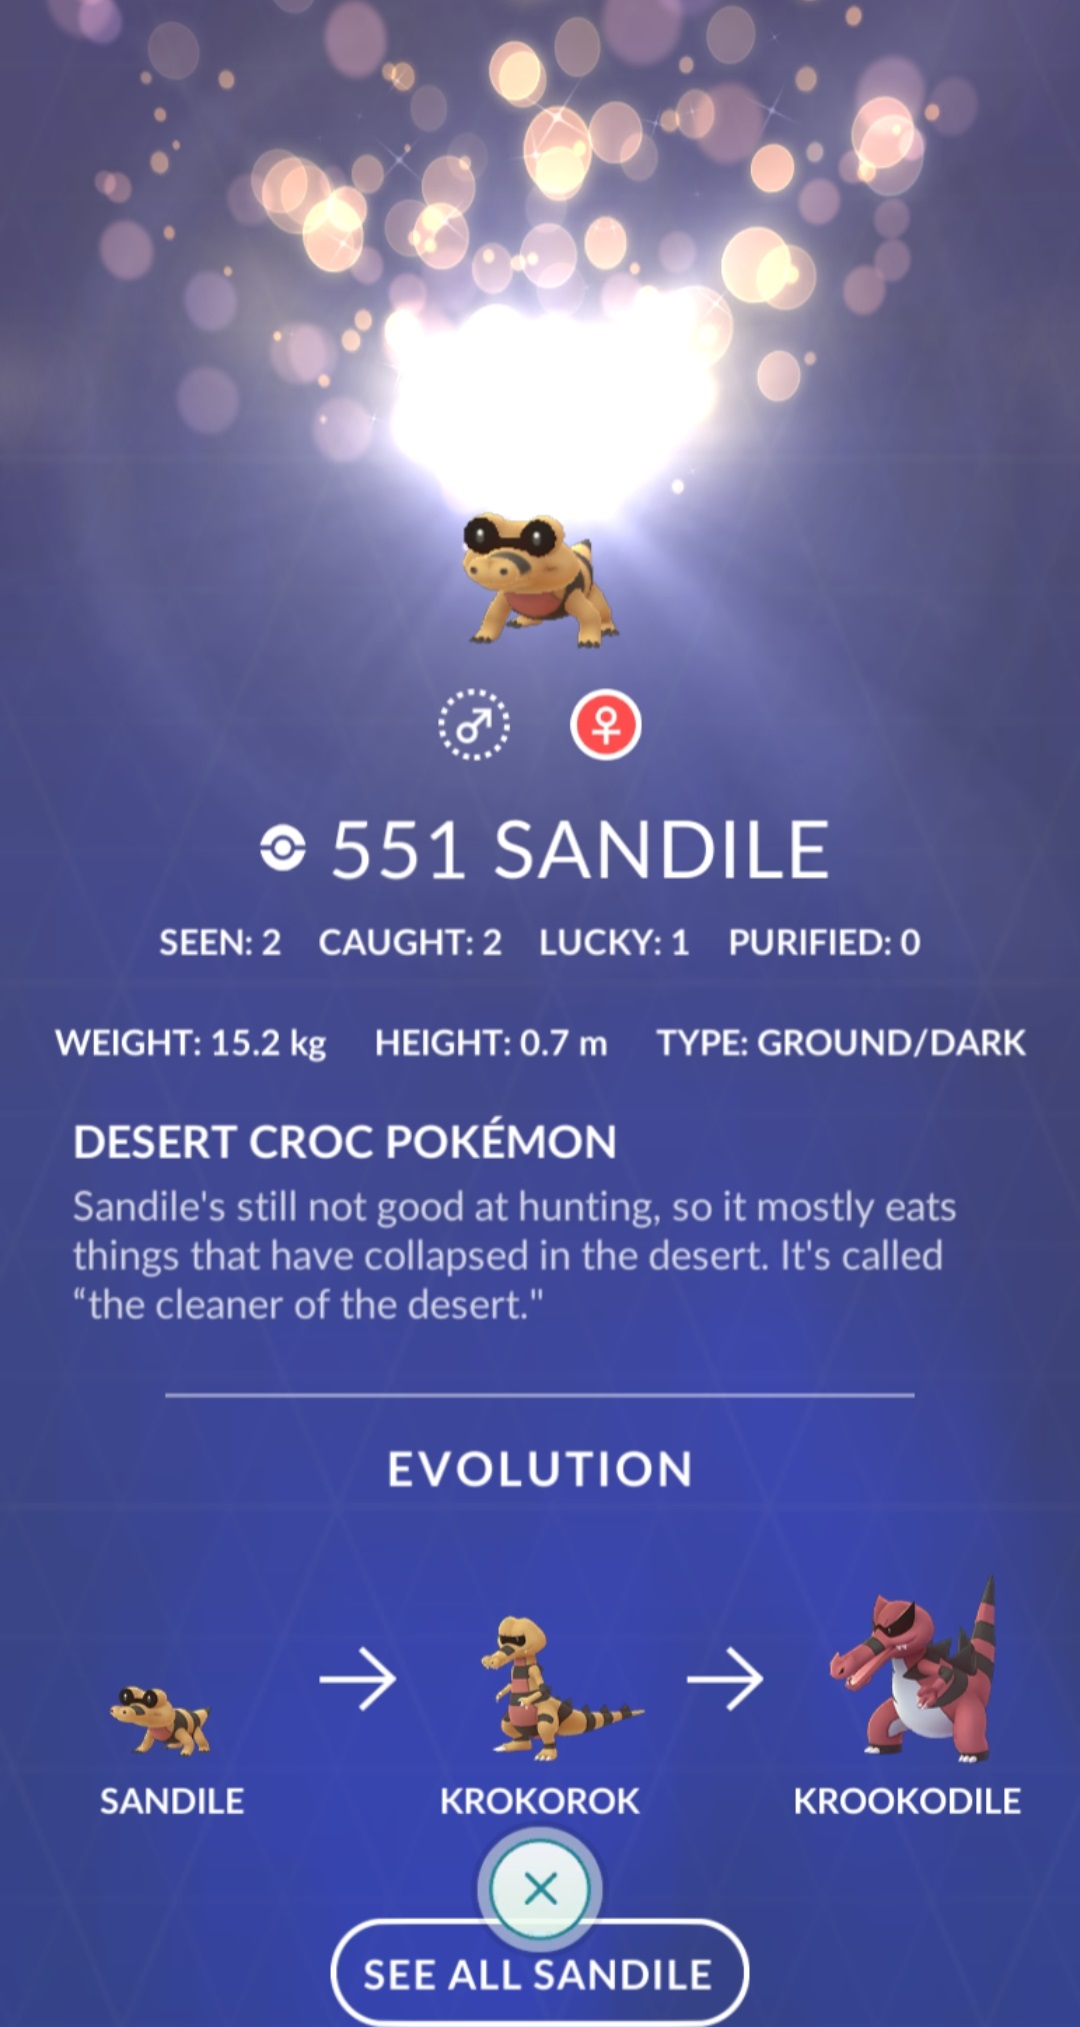 551 SANDILE
SEEN: 2 CAUGHT: 2 LUCKY: 1 PURIFIED: 0
WEIGHT: 15.2 kg HEIGHT: 0.7 m TYPE: GROUND/DARK
DESERT CROC POKÉMON
Sandile's still not good at hunting, so it mostly eats
things that have collapsed in the desert. It's called
“the cleaner of the desert."
EVOLUTION
SANDILE KROKOROK KROOKODILE
SEE ALL SANDILE